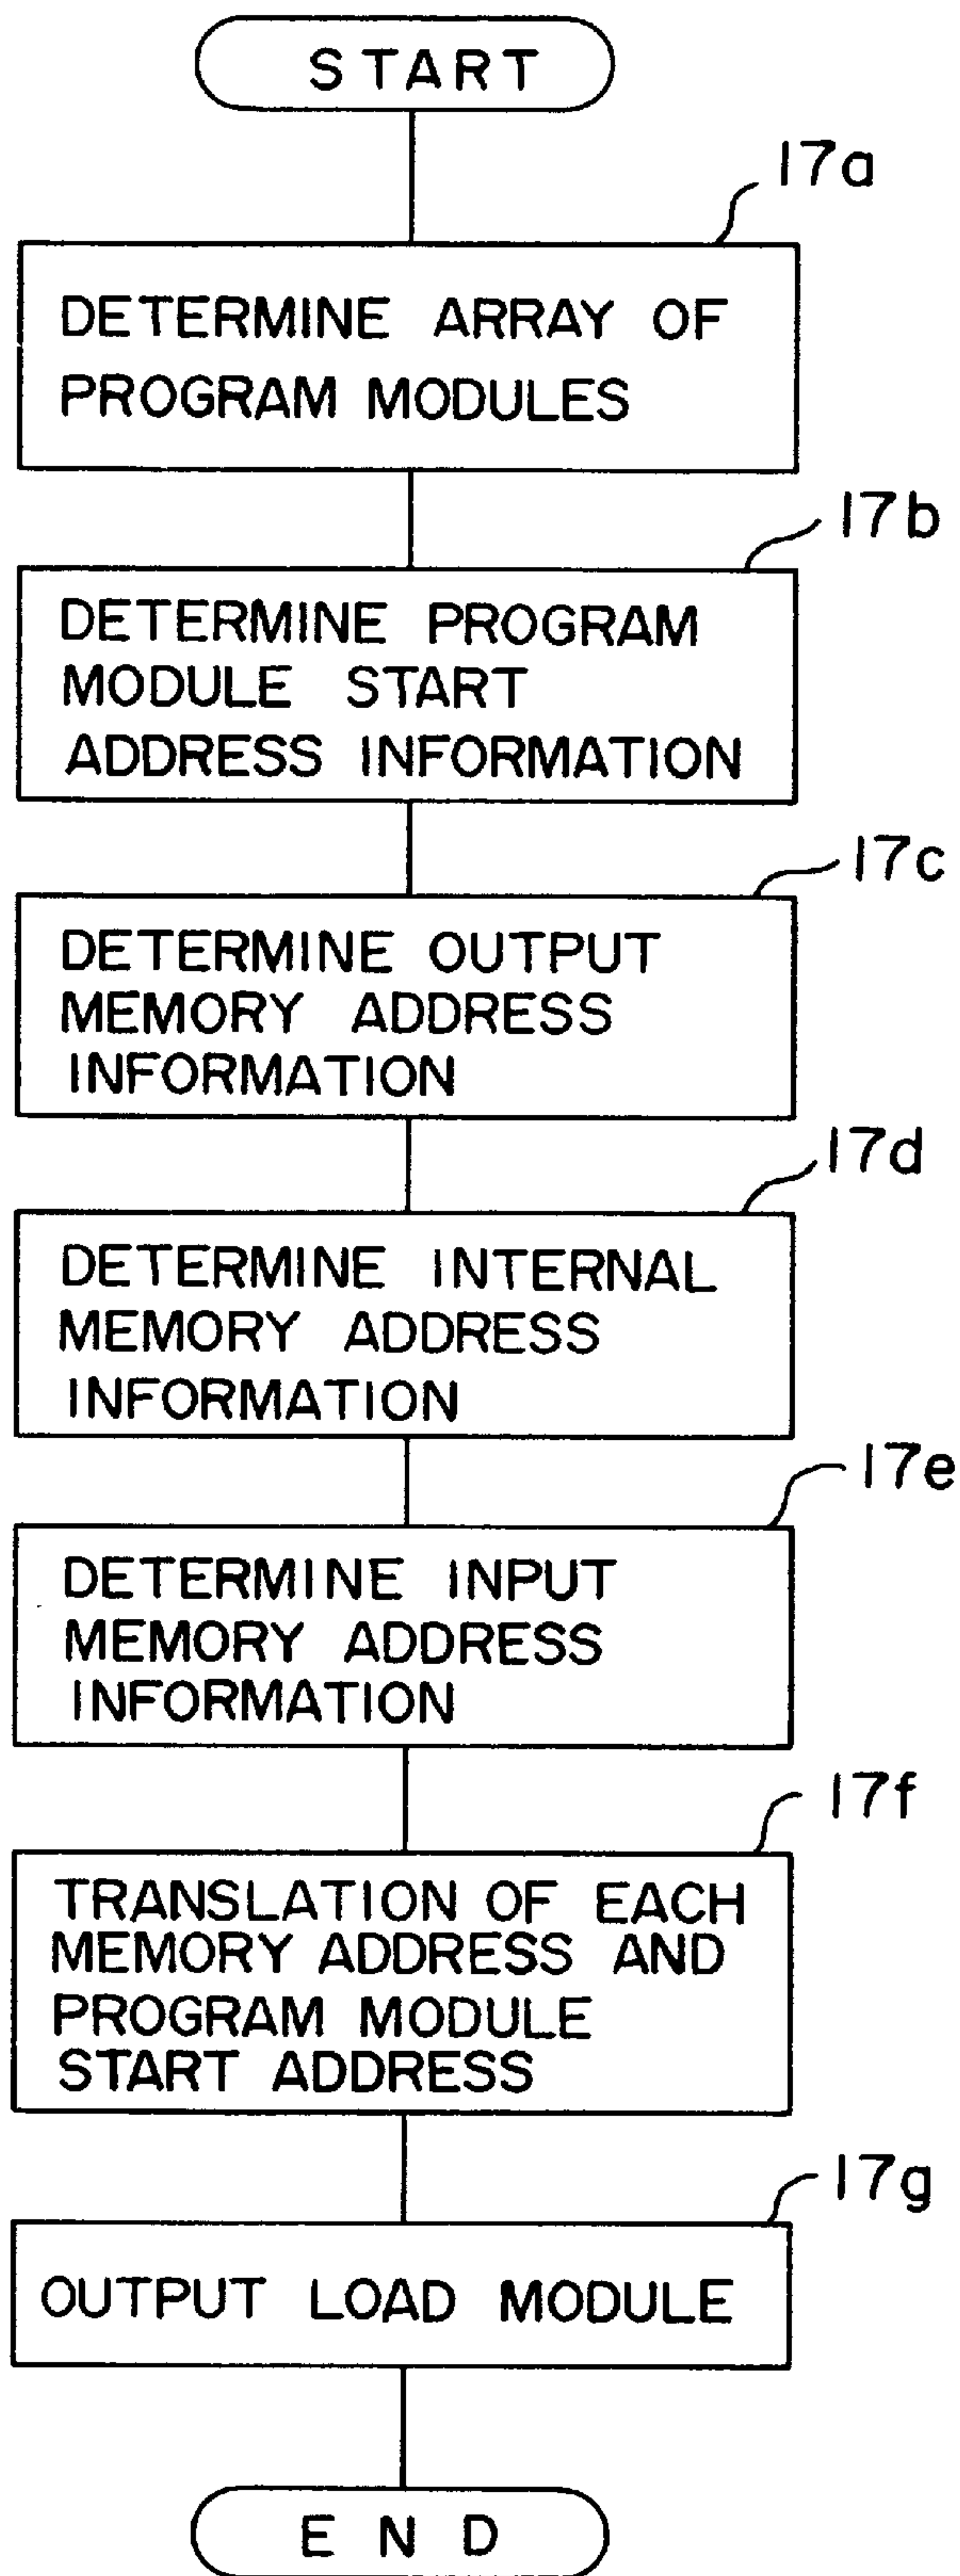 START
17a
DETERMINE ARRAY OF
PROGRAM MODULES
17b
DETERMINE PROGRAM
MODULE START
ADDRESS INFORMATION
17c
DETERMINE OUTPUT
MEMORY ADDRESS
INFORMATION
17d
DETERMINE INTERNAL
MEMORY ADDRESS
INFORMATION
17e
DETERMINE INPUT
MEMORY ADDRESS
INFORMATION
17f
TRANSLATION OF EACH
MEMORY ADDRESS AND
PROGRAM MODULE
START ADDRESS
17g
OUTPUT LOAD MODULE
END